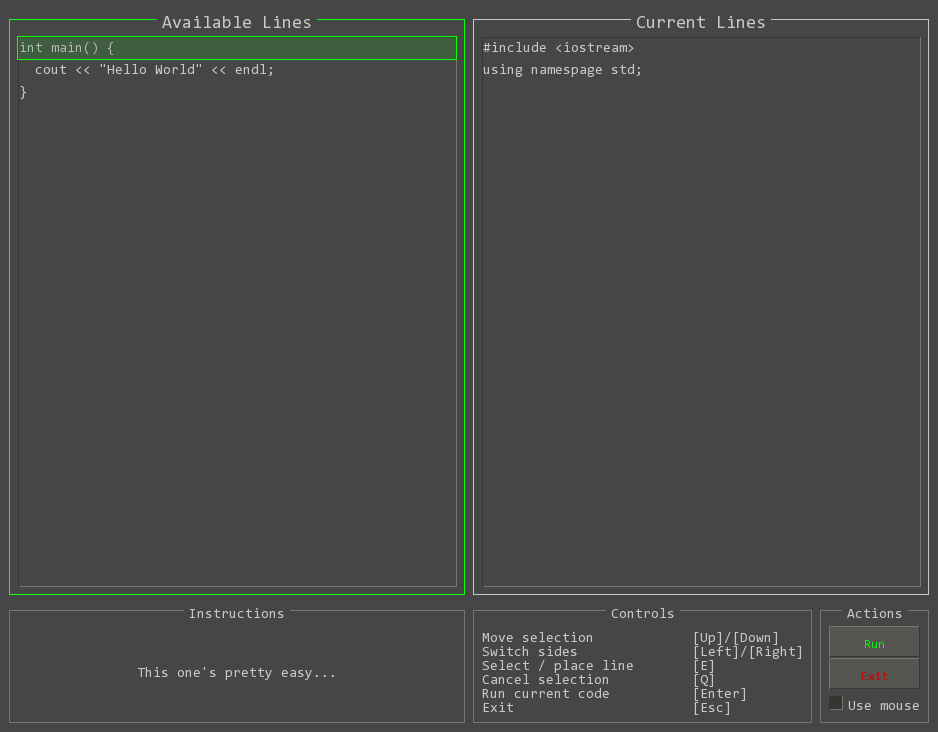 Available Lines
int main() {
  cout << "Hello World" << endl;
}
Current Lines
#include <iostream>
using namespage std;
Instructions
This one's pretty easy...
Controls
Move selection [Up]/[Down]
Switch sides [Left]/[Right]
Select / place line [E]
Cancel selection [Q]
Run current code [Enter]
Exit [Esc]
Actions
Run
Exit
Use mouse